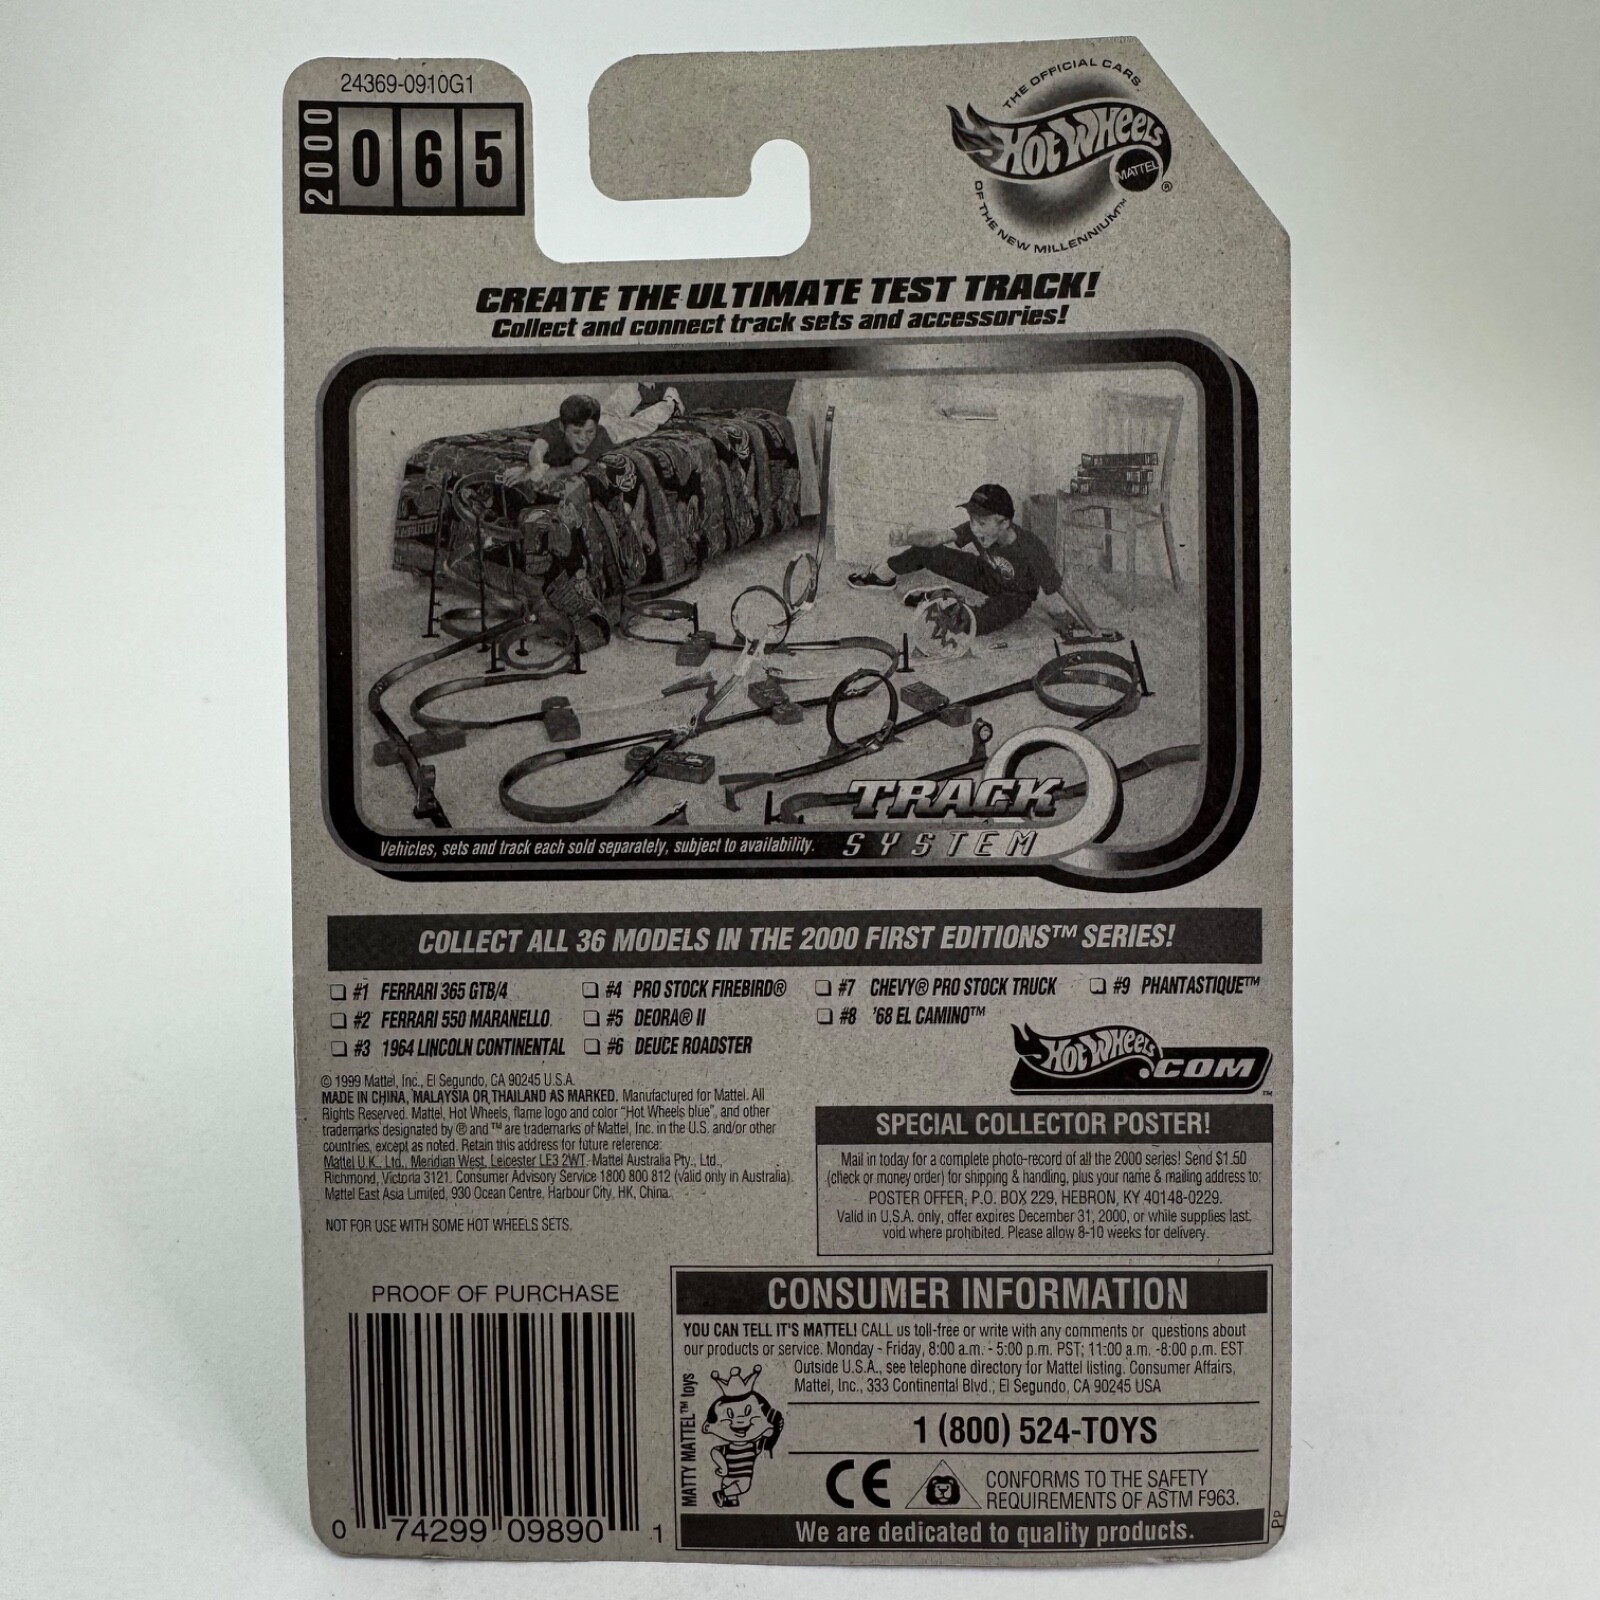 24369-0910G1
2000
065
THE OFFICIAL CARS
HOT WHEELS
MATTEL
®
OF THE NEW MILLENNIUM™
CREATE THE ULTIMATE TEST TRACK!
Collect and connect track sets and accessories!
TRACK
SYSTEM
Vehicles, sets and track each sold separately, subject to availability.
COLLECT ALL 36 MODELS IN THE 2000 FIRST EDITIONS™ SERIES!
#1 FERRARI 365 GTB/4
#2 FERRARI 550 MARANELLO
#3 1964 LINCOLN CONTINENTAL
#4 PRO STOCK FIREBIRD®
#5 DEORA® II
#6 DEUCE ROADSTER
#7 CHEVY® PRO STOCK TRUCK
#8 '68 EL CAMINO™
#9 PHANTASTIQUE™
HOT WHEELS.COM™
© 1999 Mattel, Inc., El Segundo, CA 90245 U.S.A.
MADE IN CHINA, MALAYSIA OR THAILAND AS MARKED. Manufactured for Mattel. All
Rights Reserved. Mattel, Hot Wheels, flame logo and color "Hot Wheels blue", and other
trademarks designated by ® and ™ are trademarks of Mattel, Inc. in the U.S. and/or other
countries, except as noted. Retain this address for future reference:
Mattel U.K. Ltd., Meridian West, Leicester LE3 2WT. Mattel Australia Pty., Ltd.,
Richmond, Victoria 3121. Consumer Advisory Service 1800 800 812 (valid only in Australia).
Mattel East Asia Limited, 930 Ocean Centre, Harbour City, HK, China.
NOT FOR USE WITH SOME HOT WHEELS SETS.
SPECIAL COLLECTOR POSTER!
Mail in today for a complete photo-record of all the 2000 series! Send $1.50
(check or money order) for shipping & handling, plus your name & mailing address to:
POSTER OFFER, P.O. BOX 229, HEBRON, KY 40148-0229.
Valid in U.S.A. only, offer expires December 31, 2000, or while supplies last,
void where prohibited. Please allow 8-10 weeks for delivery.
PROOF OF PURCHASE
0 74299 09890 1
CONSUMER INFORMATION
YOU CAN TELL IT'S MATTEL! CALL us toll-free or write with any comments or questions about
our products or service. Monday - Friday, 8:00 a.m. - 5:00 p.m. PST; 11:00 a.m. -8:00 p.m. EST
Outside U.S.A., see telephone directory for Mattel listing. Consumer Affairs,
Mattel, Inc., 333 Continental Blvd., El Segundo, CA 90245 USA
MATTY MATTEL™ toys
1 (800) 524-TOYS
CE
CONFORMS TO THE SAFETY
REQUIREMENTS OF ASTM F963.
We are dedicated to quality products.
PP